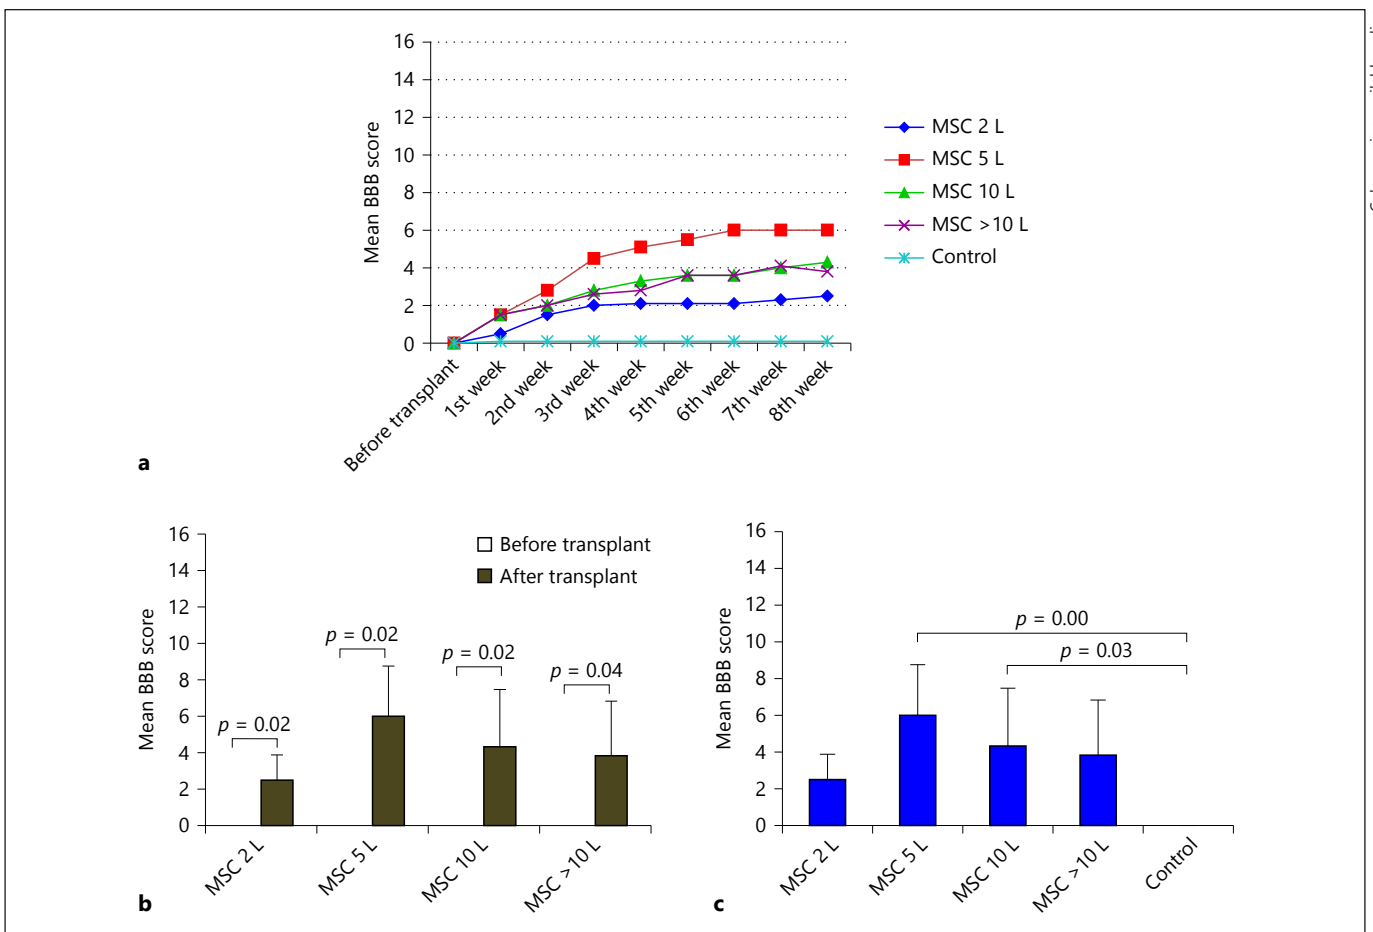 16
14
12
10
8
6
4
2
0
Mean BBB score
Before transplant
1st week
2nd week
3rd week
4th week
5th week
6th week
7th week
8th week
MSC 2 L
MSC 5 L
MSC 10 L
MSC >10 L
Control
a
16
14
12
10
8
6
4
2
0
Mean BBB score
Before transplant
After transplant
p = 0.02
p = 0.02
p = 0.02
p = 0.04
MSC 2 L
MSC 5 L
MSC 10 L
MSC >10 L
b
16
14
12
10
8
6
4
2
0
Mean BBB score
p = 0.00
p = 0.03
MSC 2 L
MSC 5 L
MSC 10 L
MSC >10 L
Control
c